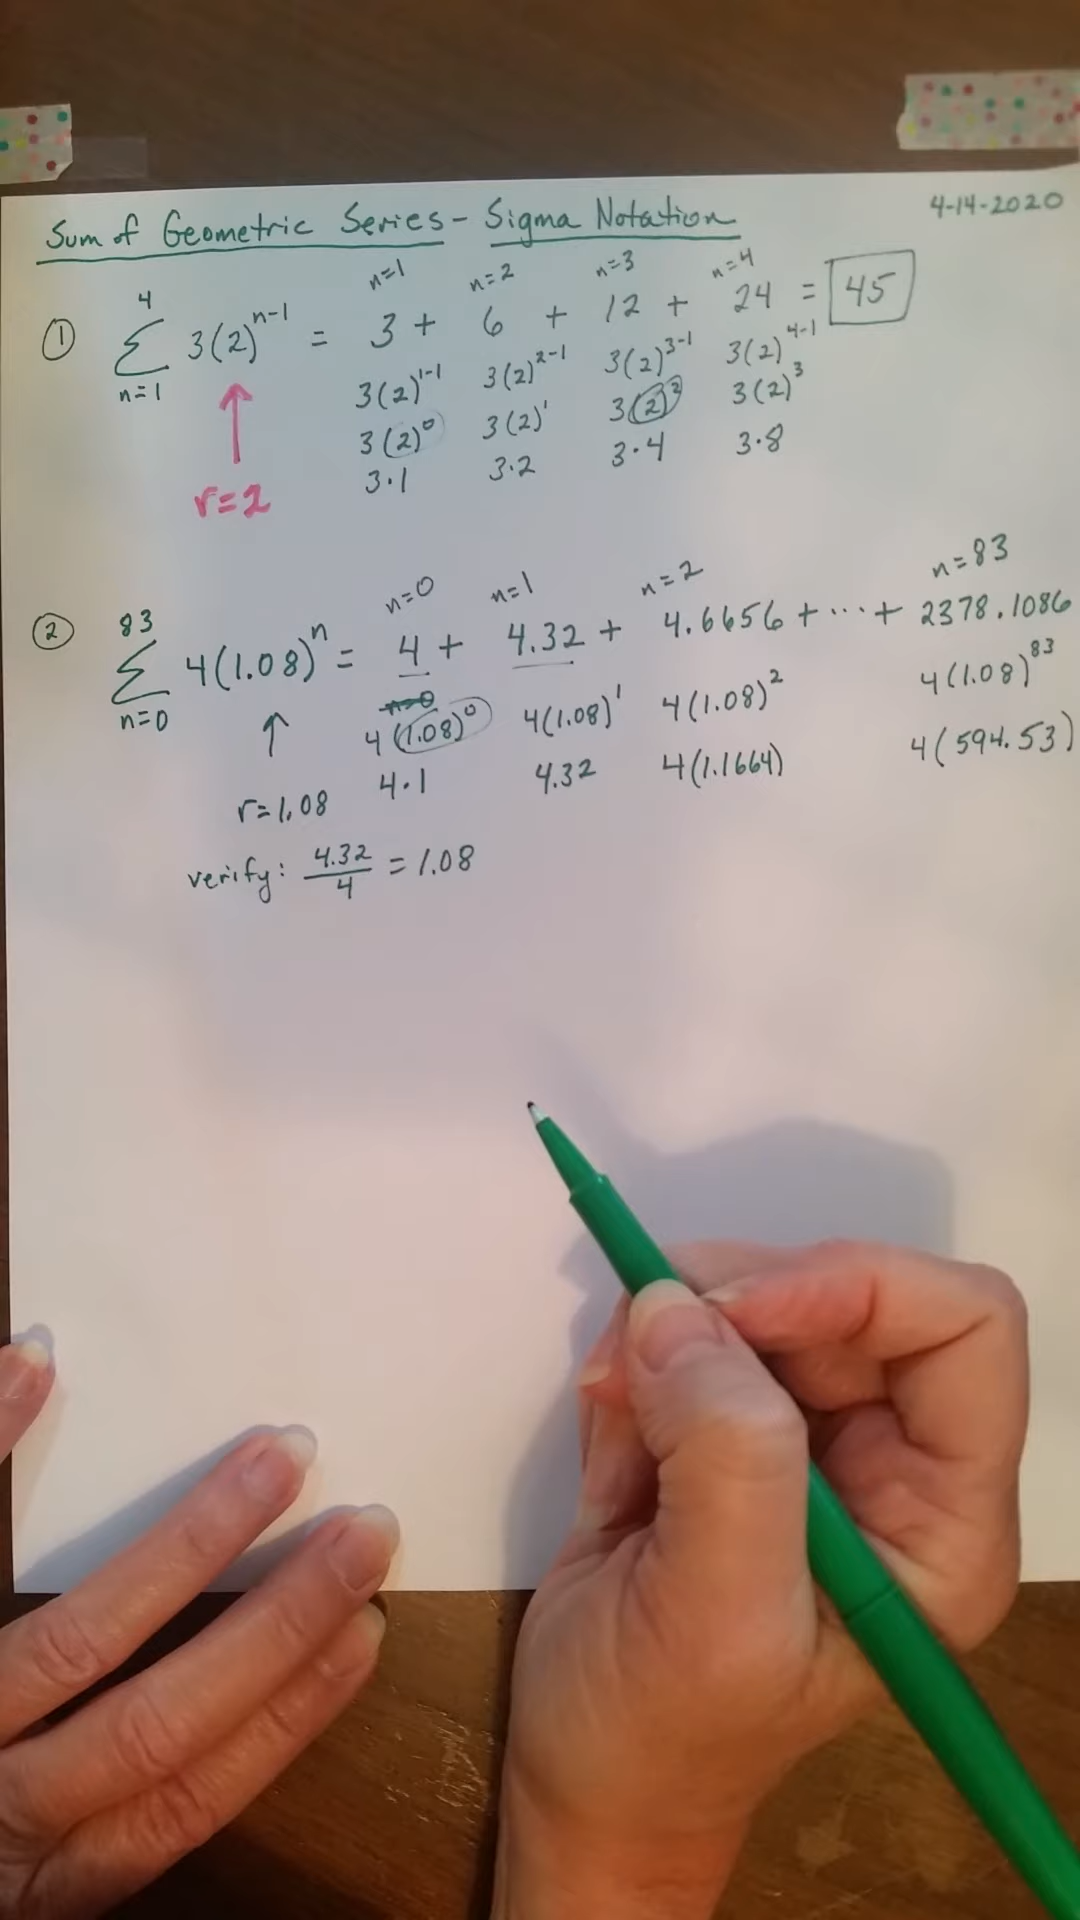 Sum of Geometric Series - Sigma Notation 4-14-2020
n=1 n=2 n=3 n=4
① 4 ∑ n=1 3(2)^(n-1) = 3 + 6 + 12 + 24 = 45
3(2)^(1-1) 3(2)^(2-1) 3(2)^(3-1) 3(2)^(4-1)
3(2)^0 3(2)^1 3(2)^2 3(2)^3
3·1 3·2 3·4 3·8
r=2
n=0 n=1 n=2 n=83
② 83 ∑ n=0 4(1.08)^n = 4 + 4.32 + 4.6656 + ··· + 2378.1086
n=0
4(1.08)^0 4(1.08)^1 4(1.08)^2 4(1.08)^83
4·1 4.32 4(1.1664) 4(594.53)
r=1.08
verify: 4.32/4 = 1.08